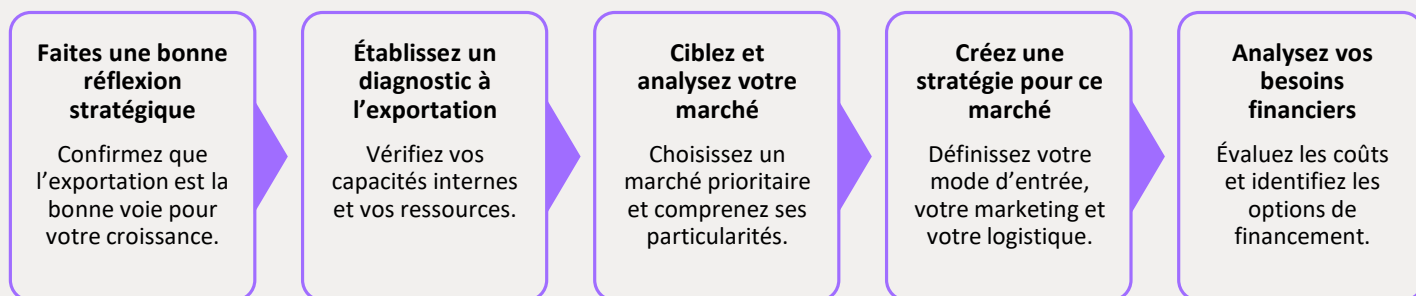 Faites une bonne
réflexion
stratégique
Confirmez que
l’exportation est la
bonne voie pour
votre croissance.
Établissez un
diagnostic à
l’exportation
Vérifiez vos
capacités internes
et vos ressources.
Ciblez et
analysez votre
marché
Choisissez un
marché prioritaire
et comprenez ses
particularités.
Créez une
stratégie pour ce
marché
Définissez votre
mode d’entrée,
votre marketing et
votre logistique.
Analysez vos
besoins
financiers
Évaluez les coûts
et identifiez les
options de
financement.